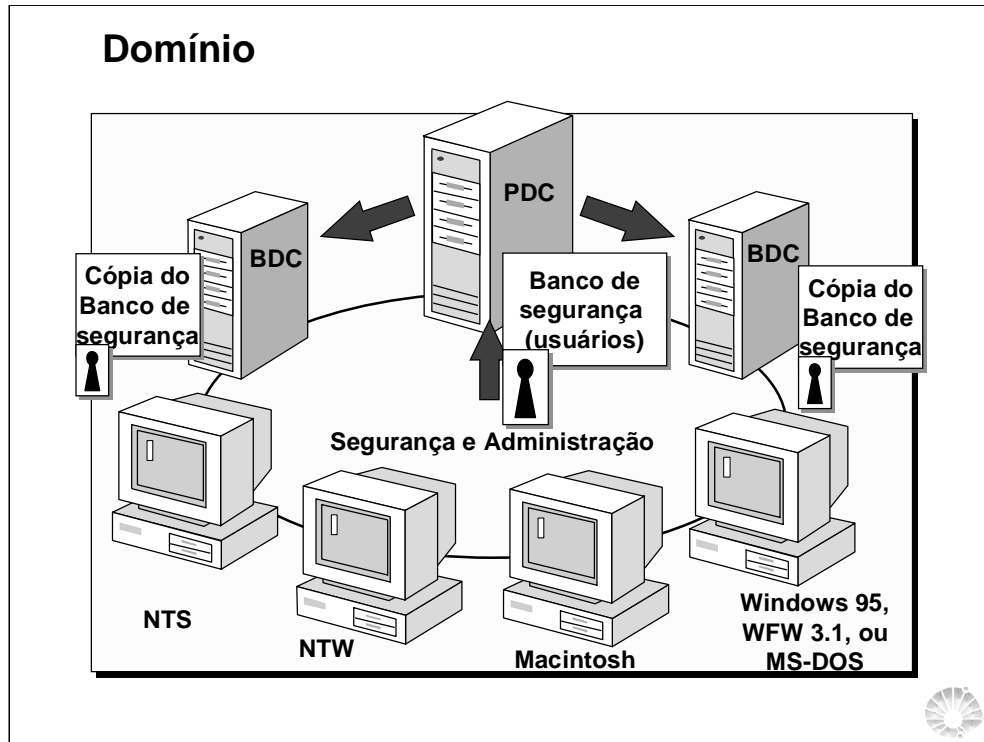 Domínio
PDC
BDC
BDC
Cópia do
Banco de
segurança
Banco de
segurança
(usuários)
Cópia do
Banco de
segurança
Segurança e Administração
NTS
NTW
Macintosh
Windows 95,
WFW 3.1, ou
MS-DOS